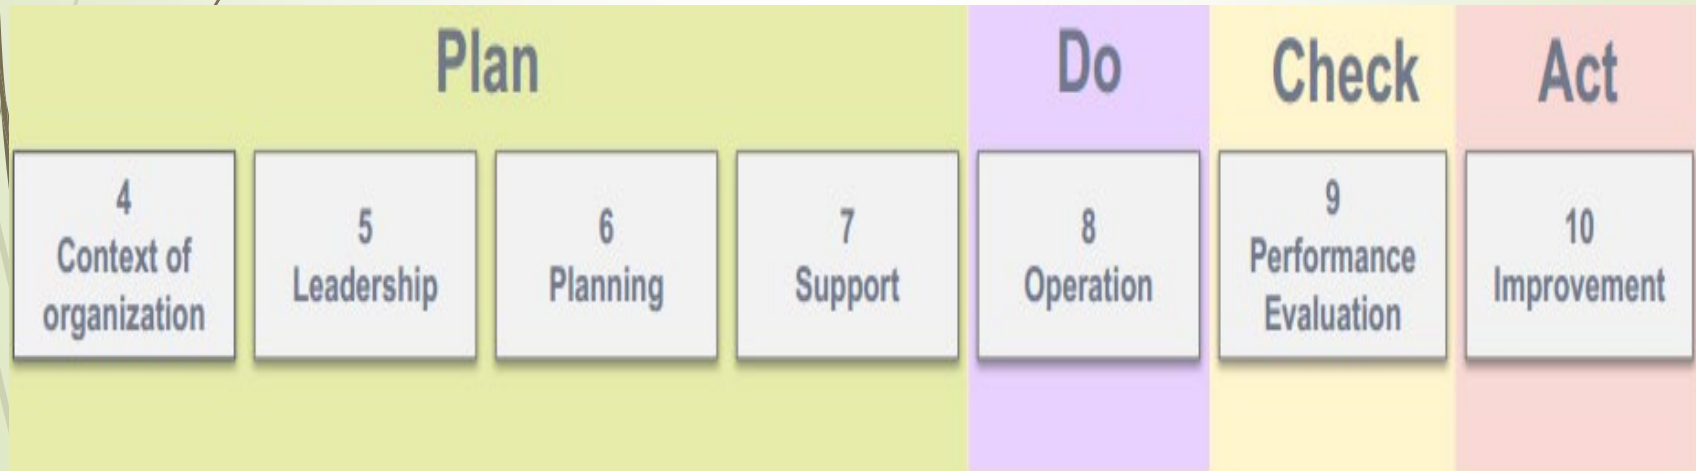 Plan
Do
Check
Act
4
Context of
organization
5
Leadership
6
Planning
7
Support
8
Operation
9
Performance
Evaluation
10
Improvement